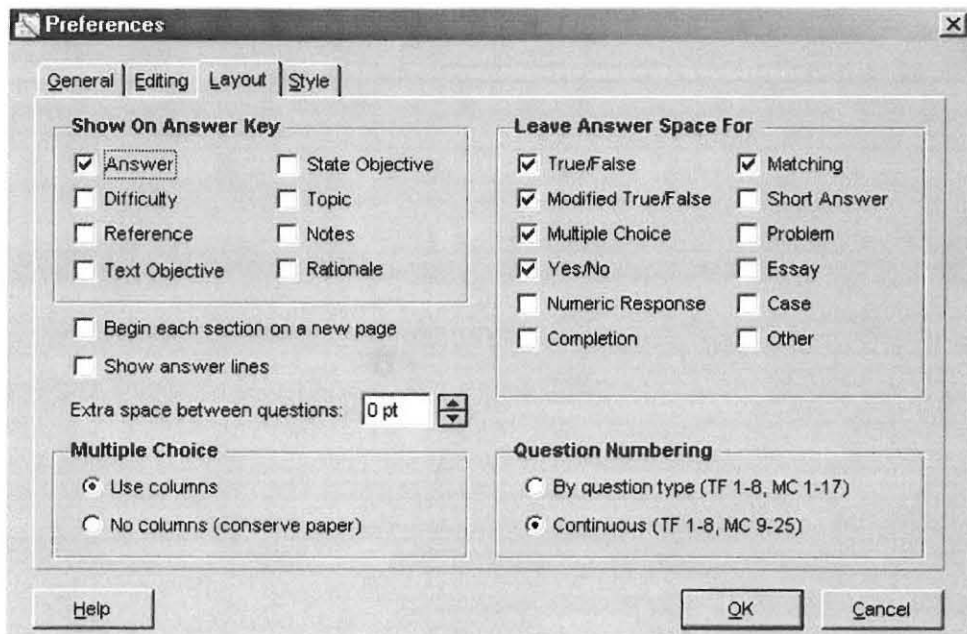 Preferences
General Editing Layout Style
Show On Answer Key
Answer
Difficulty
Reference
Text Objective
State Objective
Topic
Notes
Rationale
Begin each section on a new page
Show answer lines
Extra space between questions: 0 pt
Multiple Choice
Use columns
No columns (conserve paper)
Leave Answer Space For
True/False
Modified True/False
Multiple Choice
Yes/No
Numeric Response
Completion
Matching
Short Answer
Problem
Essay
Case
Other
Question Numbering
By question type (TF 1-8, MC 1-17)
Continuous (TF 1-8, MC 9-25)
Help OK Cancel